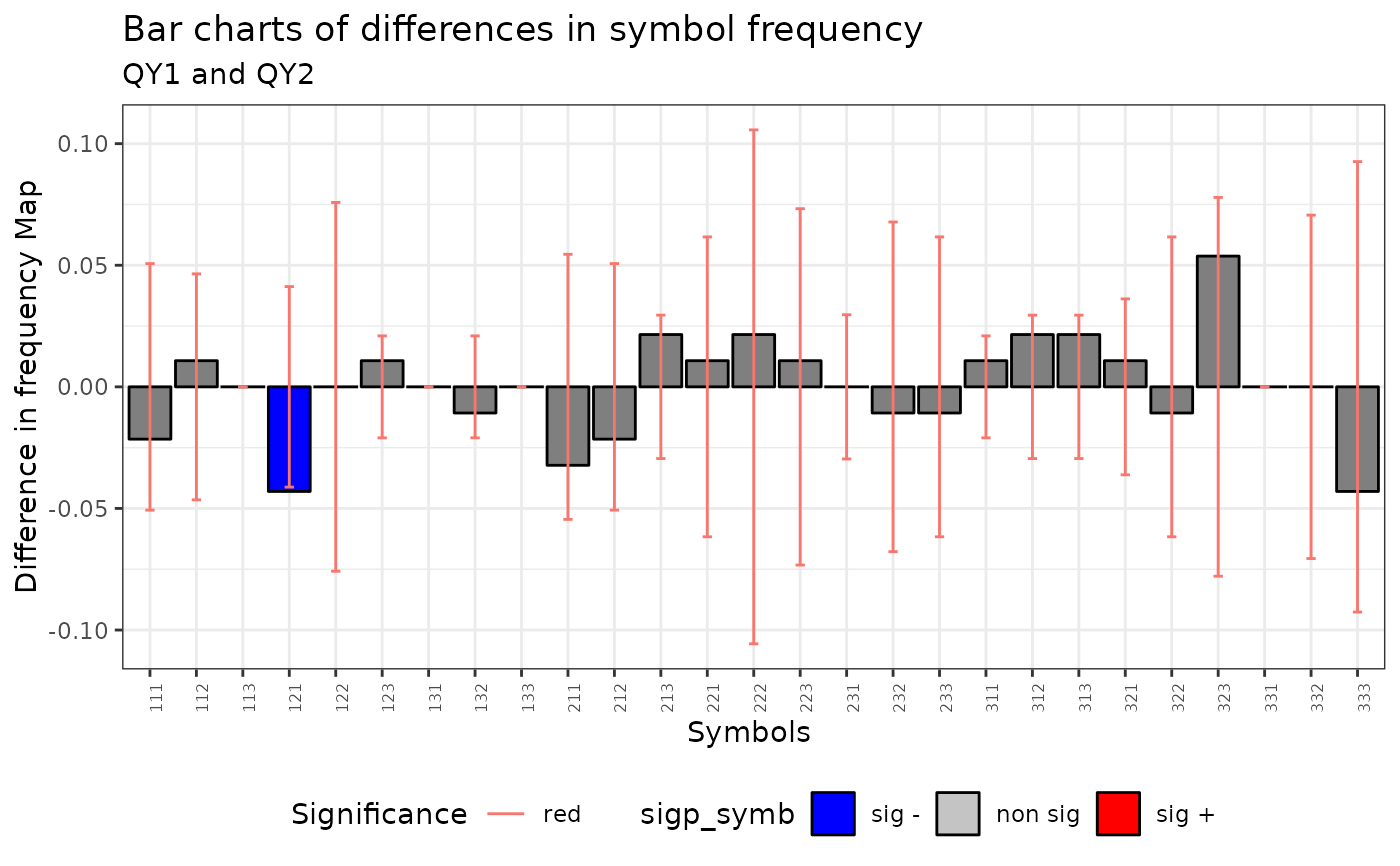 Bar charts of differences in symbol frequency
QY1 and QY2
Difference in frequency Map
0.10
0.05
0.00
-0.05
-0.10
111 112 113 121 122 123 131 132 133 211 212 213 221 222 223 231 232 233 311 312 313 321 322 323 331 332 333
Symbols
Significance red sigp_symb sig - non sig sig +